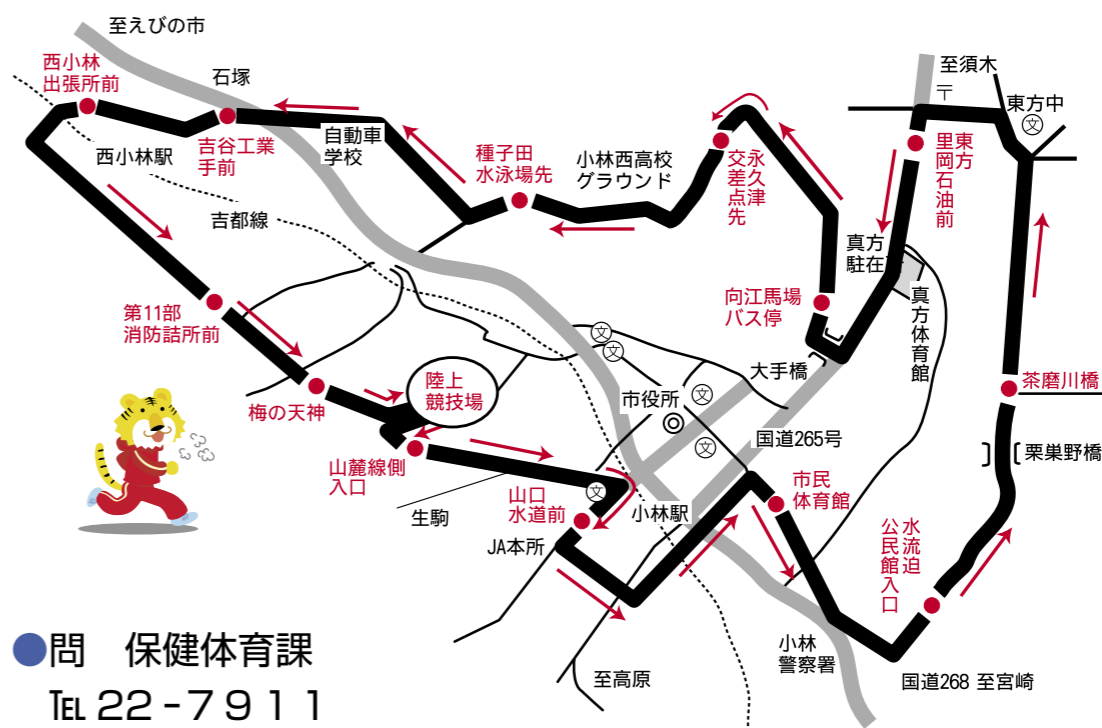 至えびの市
西小林
出張所前
石塚
吉谷工業
手前
西小林駅
自動車
学校
吉都線
種子田
水泳場先
小林西高校
グラウンド
永久津
交差点
先
至須木
〒
東方中
文
東方
里岡石油前
真方
駐在
真方体育館
向江馬場
バス停
大手橋
第11部
消防詰所前
梅の天神
陸上
競技場
文
文
市役所
文
文
国道265号
茶磨川橋
栗巣野橋
山麓線側
入口
生駒
山口
水道前
文
小林駅
市民
体育館
JA本所
水流迫
公民館入口
小林
警察署
至高原
国道268 至宮崎
●問 保健体育課
℡ 22-7911